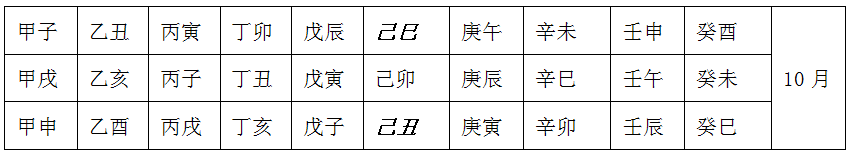 甲子 乙丑 丙寅 丁卯 戊辰 己巳 庚午 辛未 壬申 癸酉
甲戌 乙亥 丙子 丁丑 戊寅 己卯 庚辰 辛巳 壬午 癸未 10 月
甲申 乙酉 丙戌 丁亥 戊子 己丑 庚寅 辛卯 壬辰 癸巳